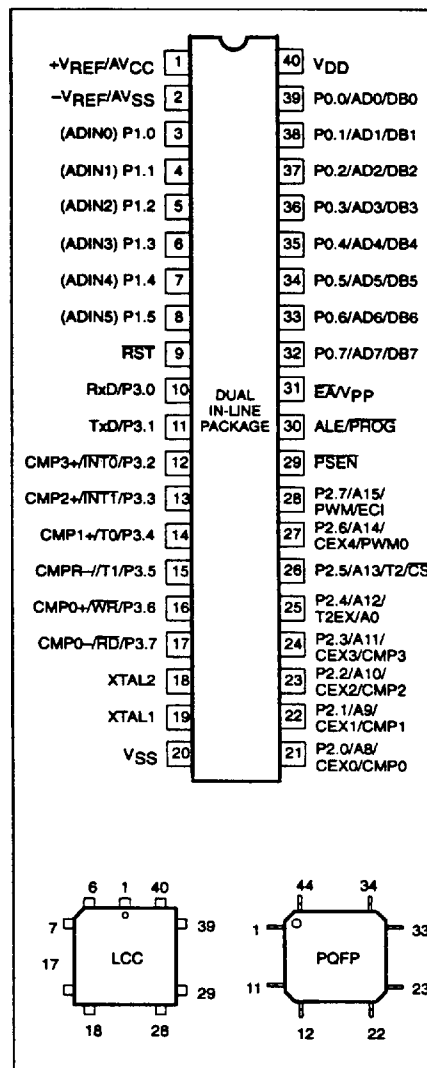 +VREF/AVCC 1 40 VDD
−VREF/AVSS 2 39 P0.0/AD0/DB0
(ADIN0) P1.0 3 38 P0.1/AD1/DB1
(ADIN1) P1.1 4 37 P0.2/AD2/DB2
(ADIN2) P1.2 5 36 P0.3/AD3/DB3
(ADIN3) P1.3 6 35 P0.4/AD4/DB4
(ADIN4) P1.4 7 34 P0.5/AD5/DB5
(ADIN5) P1.5 8 33 P0.6/AD6/DB6
RST 9 32 P0.7/AD7/DB7
RxD/P3.0 10 31 EA/VPP
TxD/P3.1 11 30 ALE/PROG
DUAL
IN-LINE
PACKAGE
CMP3+/INT0/P3.2 12 29 PSEN
CMP2+/INT1/P3.3 13 28 P2.7/A15/
PWM/ECI
CMP1+/T0/P3.4 14 27 P2.6/A14/
CEX4/PWM0
CMPR−//T1/P3.5 15 26 P2.5/A13/T2/CS
CMP0+/WR/P3.6 16 25 P2.4/A12/
T2EX/A0
CMP0−/RD/P3.7 17 24 P2.3/A11/
CEX3/CMP3
XTAL2 18 23 P2.2/A10/
CEX2/CMP2
XTAL1 19 22 P2.1/A9/
CEX1/CMP1
VSS 20 21 P2.0/A8/
CEX0/CMP0
6 1 40
7 39
17 LCC
29
18 28
44 34
1 33
PQFP
11 23
12 22